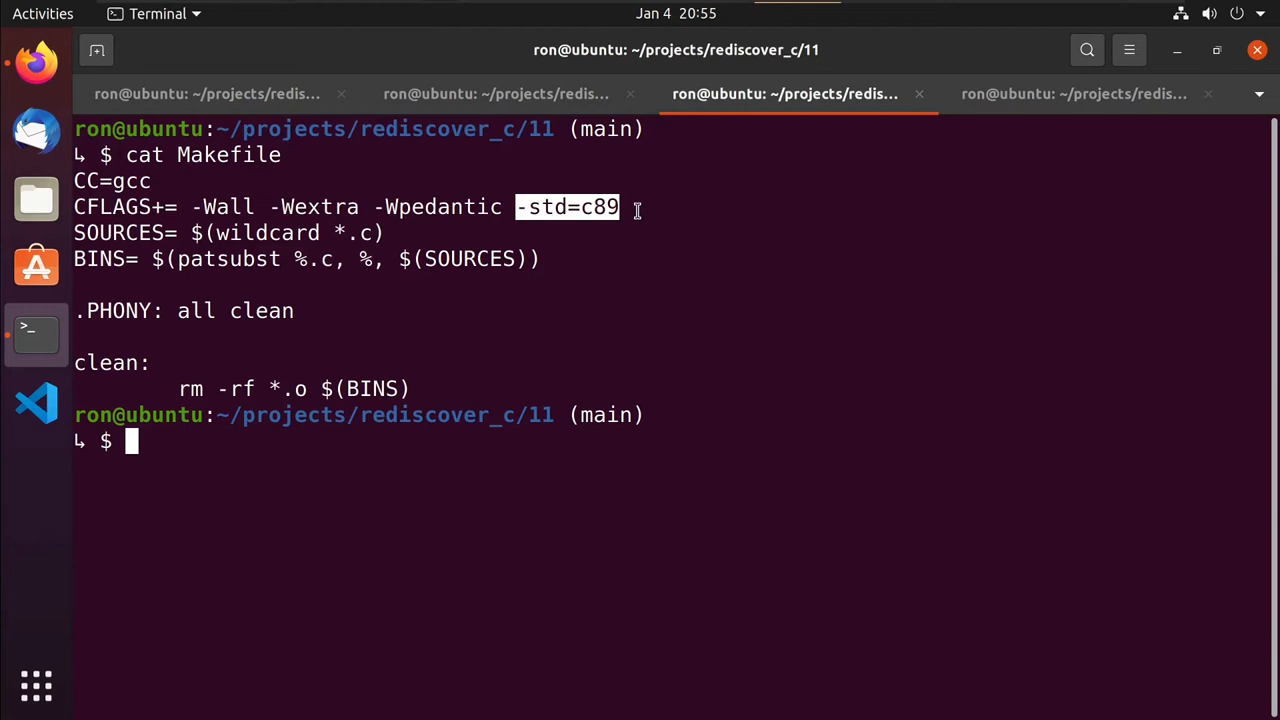 Activities
Terminal
Jan 4 20:55
ron@ubuntu: ~/projects/rediscover_c/11
ron@ubuntu: ~/projects/redis...
ron@ubuntu: ~/projects/redis...
ron@ubuntu: ~/projects/redis...
ron@ubuntu: ~/projects/redis...
ron@ubuntu:~/projects/rediscover_c/11 (main)
↳ $ cat Makefile
CC=gcc
CFLAGS+= -Wall -Wextra -Wpedantic -std=c89
SOURCES= $(wildcard *.c)
BINS= $(patsubst %.c, %, $(SOURCES))
.PHONY: all clean
clean:
rm -rf *.o $(BINS)
ron@ubuntu:~/projects/rediscover_c/11 (main)
↳ $